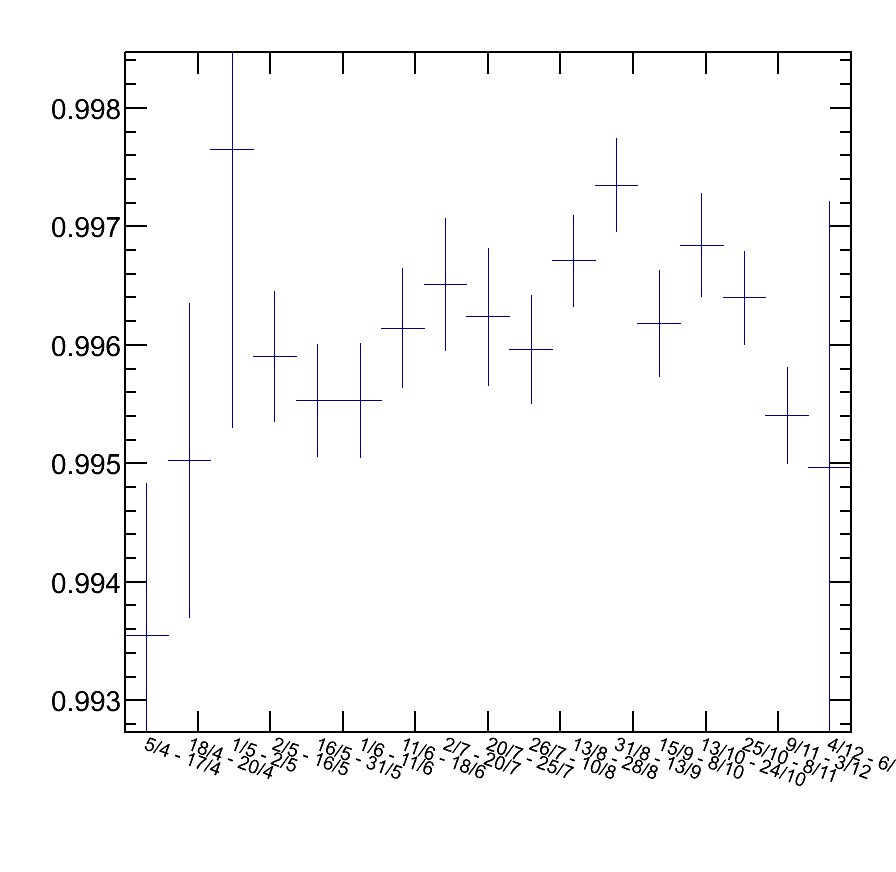 0.998
0.997
0.996
0.995
0.994
0.993
5/4 - 17/4
18/4 - 20/4
1/5 - 2/5
2/5 - 16/5
16/5 - 31/5
1/6 - 11/6
11/6 - 18/6
2/7 - 20/7
20/7 - 25/7
26/7 - 10/8
13/8 - 28/8
31/8 - 13/9
15/9 - 8/10
13/10 - 24/10
25/10 - 8/11
9/11 - 3/12
4/12 - 6/